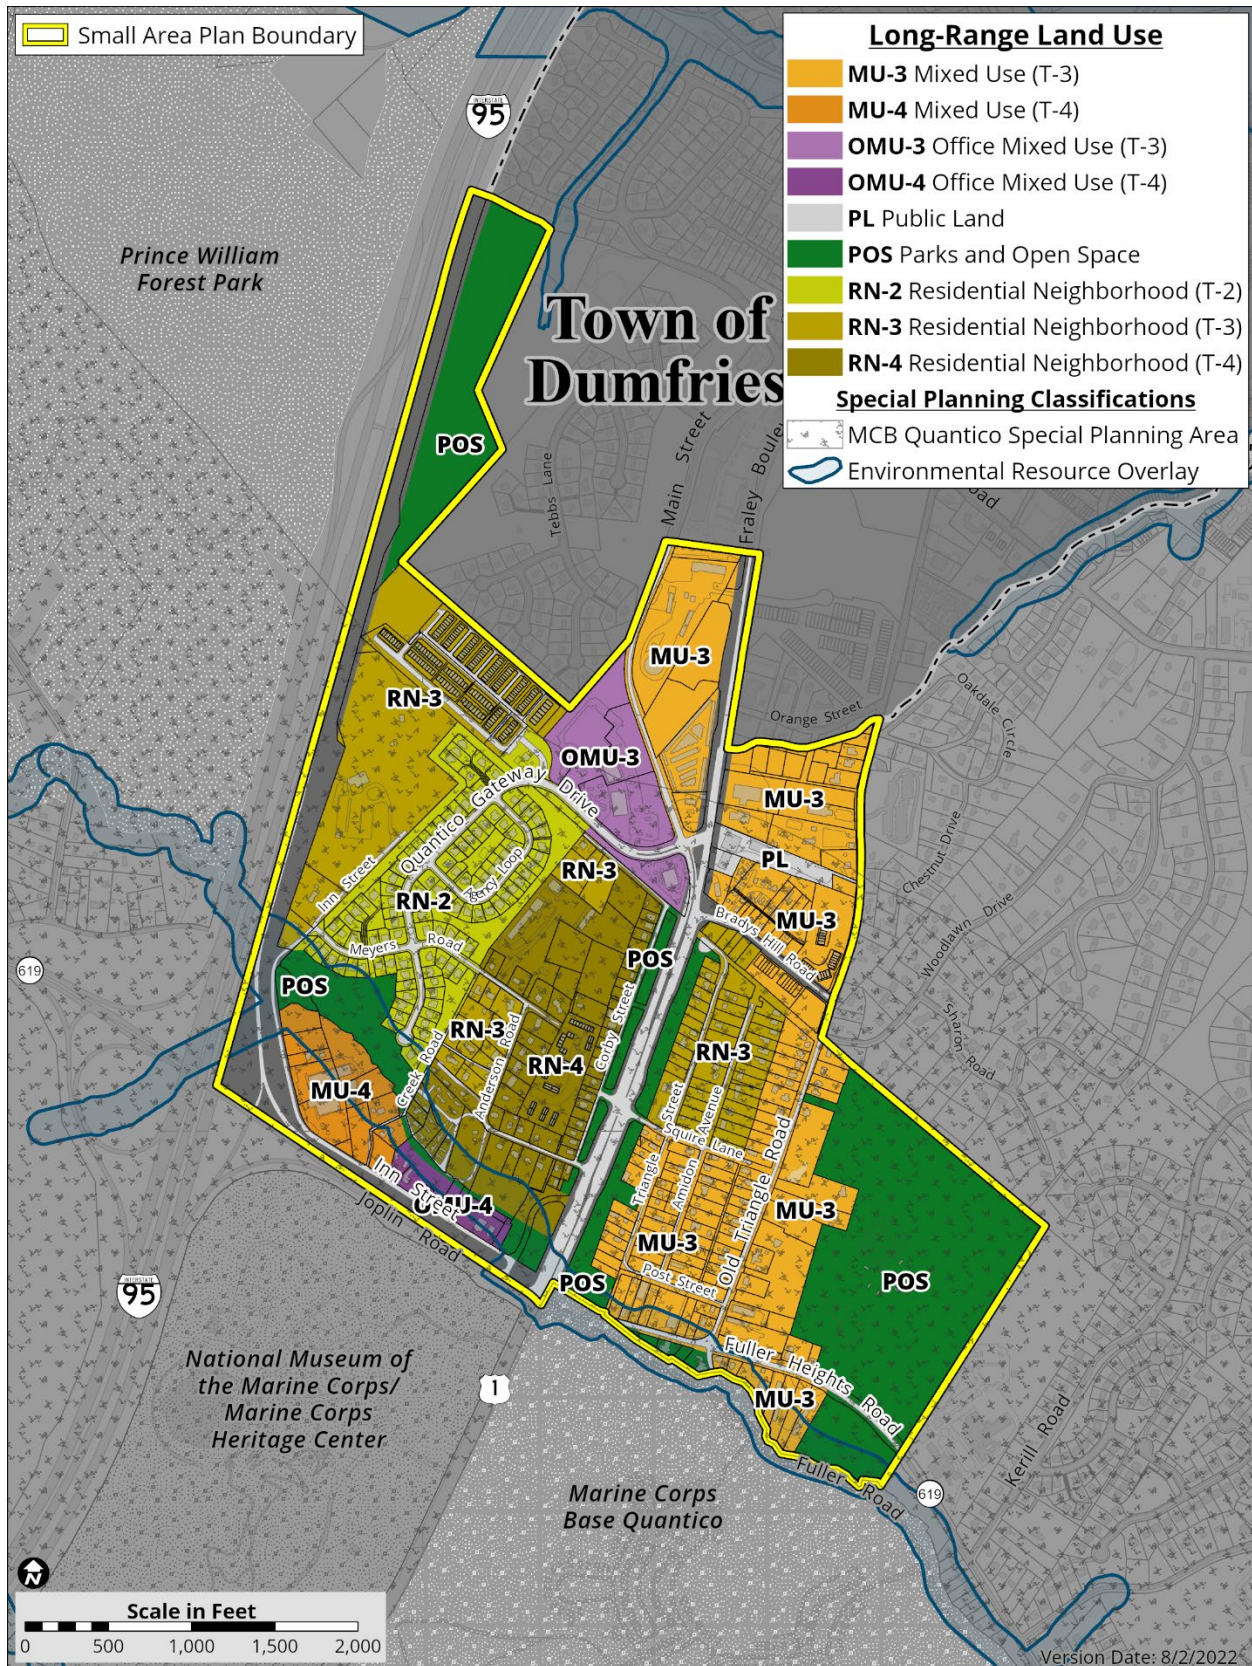 Small Area Plan Boundary
Long-Range Land Use
MU-3 Mixed Use (T-3)
MU-4 Mixed Use (T-4)
OMU-3 Office Mixed Use (T-3)
OMU-4 Office Mixed Use (T-4)
PL Public Land
POS Parks and Open Space
RN-2 Residential Neighborhood (T-2)
RN-3 Residential Neighborhood (T-3)
RN-4 Residential Neighborhood (T-4)
Special Planning Classifications
MCB Quantico Special Planning Area
Environmental Resource Overlay
INTERSTATE
95
Prince William
Forest Park
Town of
Dumfries
POS
Tebbs Lane
Main Street
Fraley
Road
MU-3
RN-3
Orange Street
Oakdale Circle
OMU-3
MU-3
Quantico Gateway Drive
PL
Chestnut Drive
Inn Street
RN-3
Agency Loop
RN-2
MU-3
Bradys Hill Road
Woodlawn Drive
Meyers Road
POS
619
POS
Sharon Road
RN-3
RN-4
Corby Street
RN-3
Creek Road
Anderson Road
MU-4
Triangle Street
Amidon Avenue
Squire Lane
Old Triangle Road
Inn Street
OMU-4
Joplin Road
MU-3
MU-3
Post Street
POS
POS
INTERSTATE
95
Fuller Heights Road
National Museum of
the Marine Corps/
Marine Corps
Heritage Center
1
MU-3
Kerill Road
Fuller Road
619
Marine Corps
Base Quantico
N
Scale in Feet
0 500 1,000 1,500 2,000
Version Date: 8/2/2022